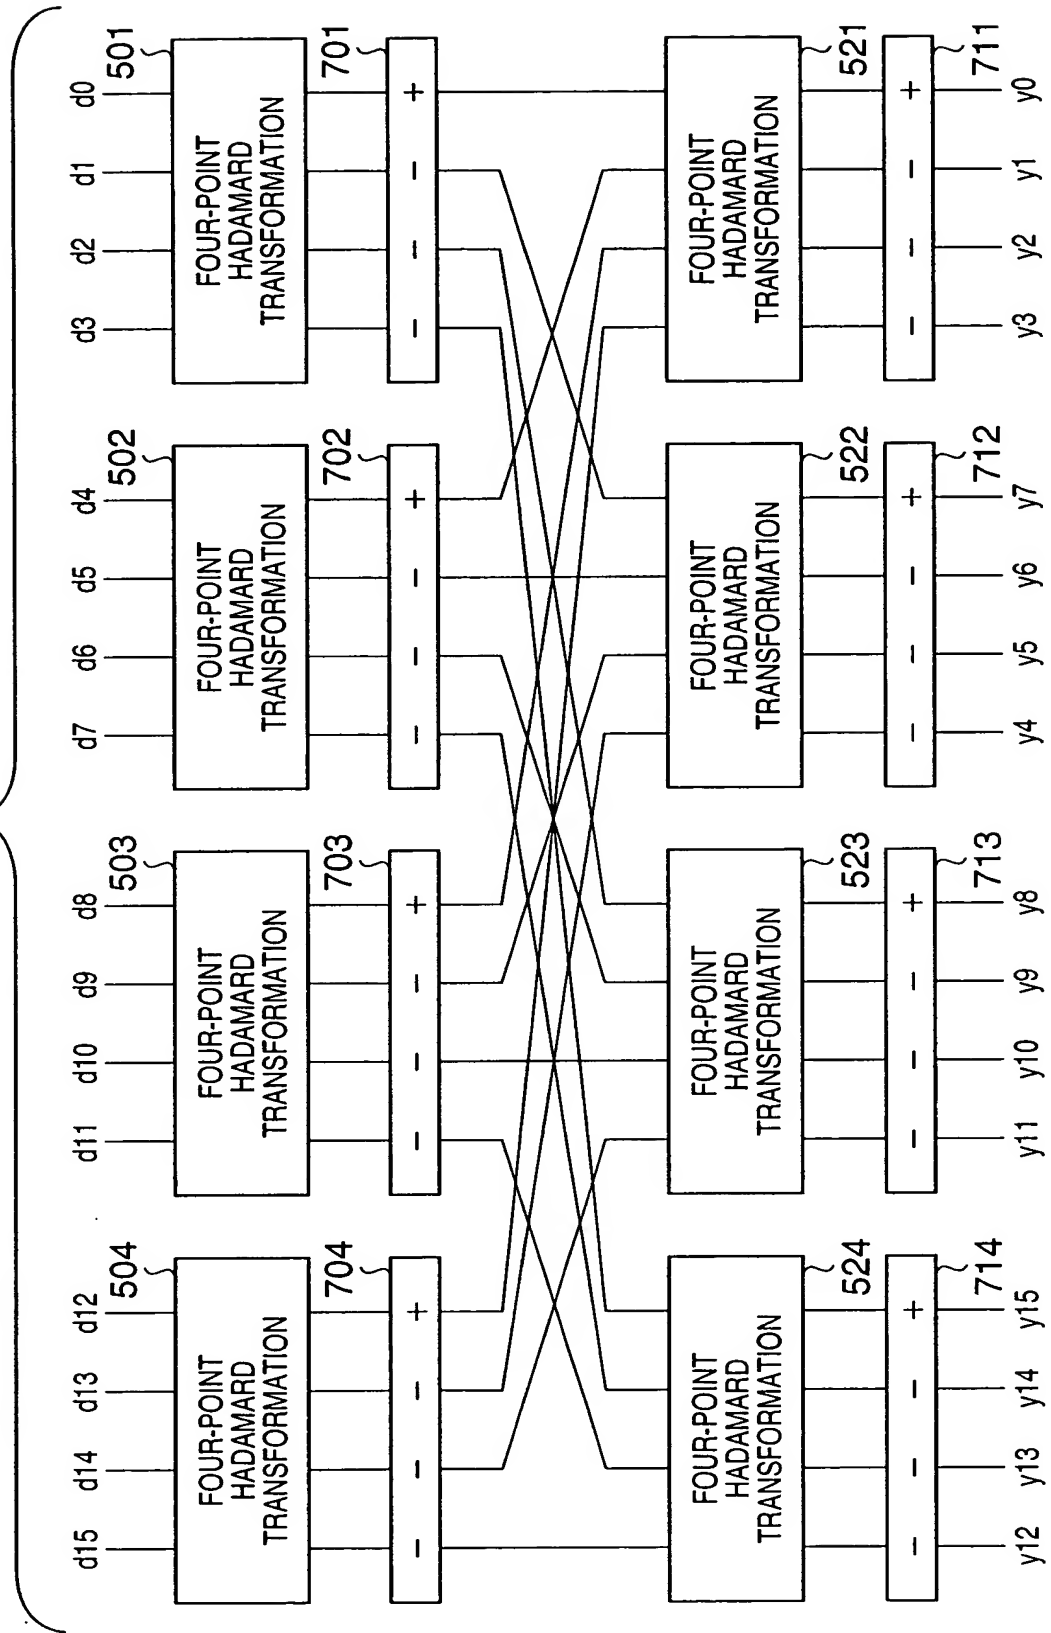 d15 d14 d13 d12 d11 d10 d9 d8 d7 d6 d5 d4 d3 d2 d1 d0
504 503 502 501
FOUR-POINT
HADAMARD
TRANSFORMATION
FOUR-POINT
HADAMARD
TRANSFORMATION
FOUR-POINT
HADAMARD
TRANSFORMATION
FOUR-POINT
HADAMARD
TRANSFORMATION
704 703 702 701
− − − + − − − + − − − + − − − +
524 523 522 521
FOUR-POINT
HADAMARD
TRANSFORMATION
FOUR-POINT
HADAMARD
TRANSFORMATION
FOUR-POINT
HADAMARD
TRANSFORMATION
FOUR-POINT
HADAMARD
TRANSFORMATION
714 713 712 711
− − − + − − − + − − − + − − − +
y12 y13 y14 y15 y11 y10 y9 y8 y4 y5 y6 y7 y3 y2 y1 y0